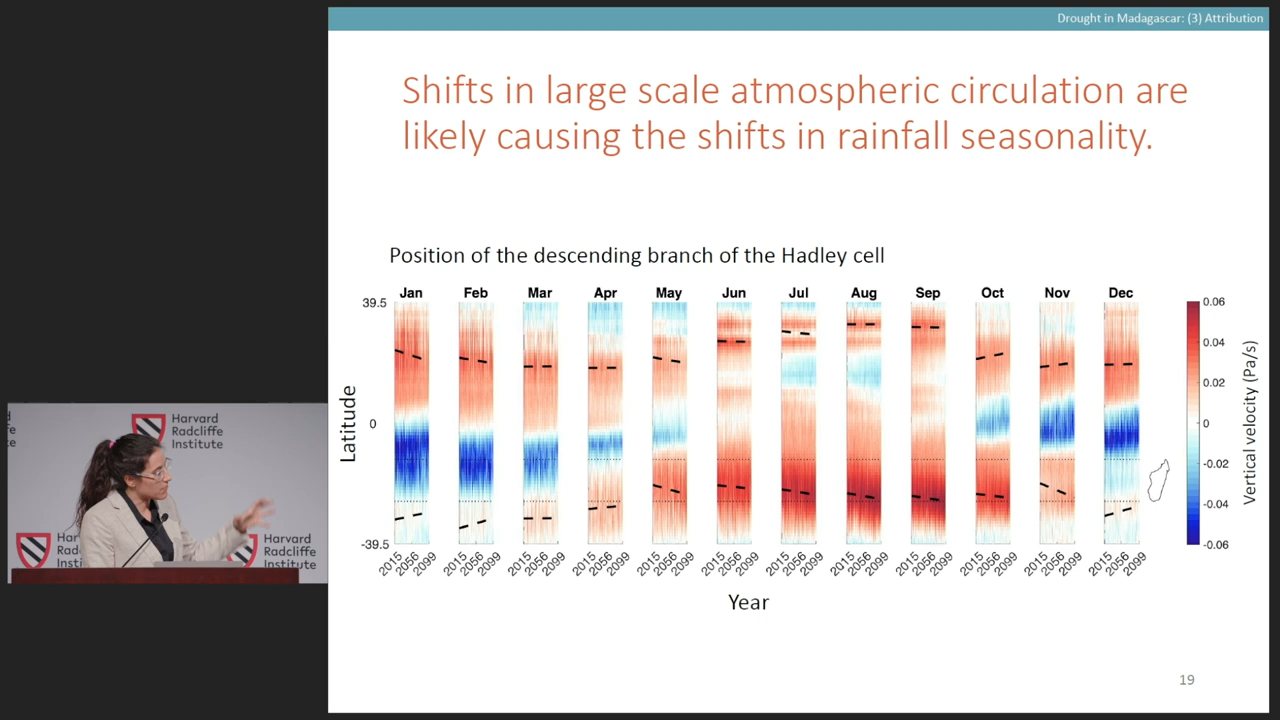 Drought in Madagascar: (3) Attribution
Shifts in large scale atmospheric circulation are
likely causing the shifts in rainfall seasonality.
Position of the descending branch of the Hadley cell
Jan Feb Mar Apr May Jun Jul Aug Sep Oct Nov Dec
39.5
0
-39.5
Latitude
2015 2056 2099 2015 2056 2099 2015 2056 2099 2015 2056 2099 2015 2056 2099 2015 2056 2099 2015 2056 2099 2015 2056 2099 2015 2056 2099 2015 2056 2099 2015 2056 2099 2015 2056 2099
Year
0.06
0.04
0.02
0
-0.02
-0.04
-0.06
Vertical velocity (Pa/s)
19
Harvard
Radcliffe
Institute
Rad
Insti
Harvard
Radcliffe
Institute